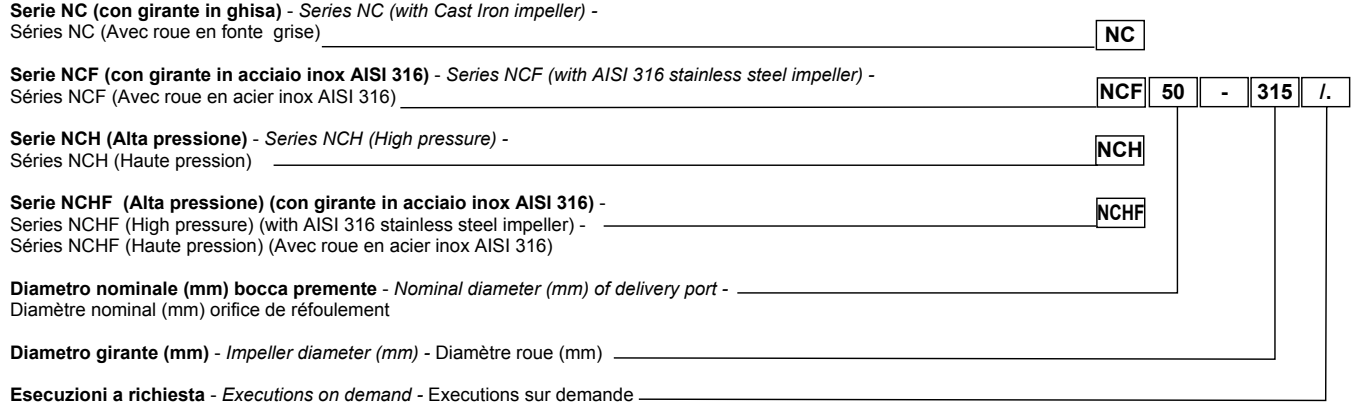 Serie NC (con girante in ghisa) - Series NC (with Cast Iron impeller) -
Séries NC (Avec roue en fonte grise) NC
Serie NCF (con girante in acciaio inox AISI 316) - Series NCF (with AISI 316 stainless steel impeller) -
Séries NCF (Avec roue en acier inox AISI 316) NCF 50 - 315 /.
Serie NCH (Alta pressione) - Series NCH (High pressure) -
Séries NCH (Haute pression) NCH
Serie NCHF (Alta pressione) (con girante in acciaio inox AISI 316) -
Series NCHF (High pressure) (with AISI 316 stainless steel impeller) - NCHF
Séries NCHF (Haute pression) (Avec roue en acier inox AISI 316)
Diametro nominale (mm) bocca premente - Nominal diameter (mm) of delivery port -
Diamètre nominal (mm) orifice de réfoulement
Diametro girante (mm) - Impeller diameter (mm) - Diamètre roue (mm)
Esecuzioni a richiesta - Executions on demand - Executions sur demande